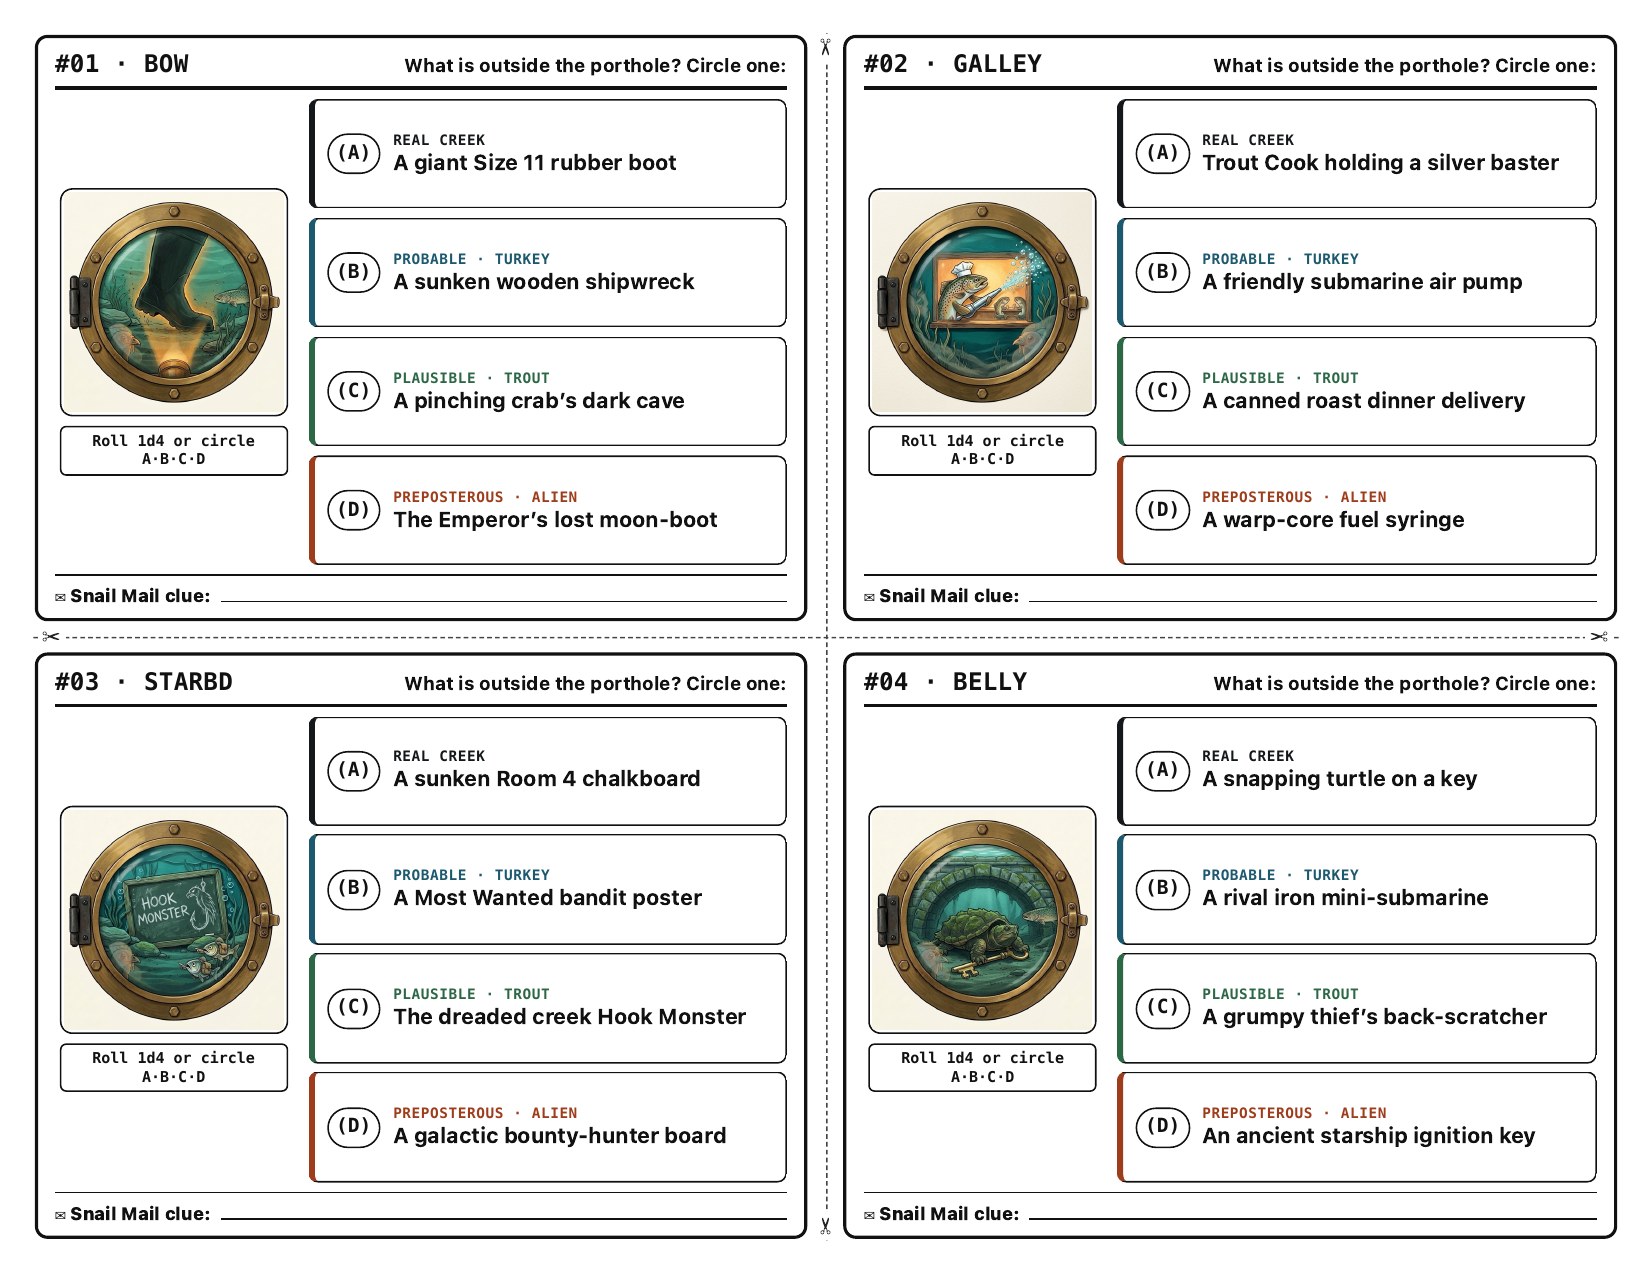 #01 · BOW
What is outside the porthole? Circle one:
(A)
REAL CREEK
A giant Size 11 rubber boot
(B)
PROBABLE · TURKEY
A sunken wooden shipwreck
(C)
PLAUSIBLE · TROUT
A pinching crab’s dark cave
(D)
PREPOSTEROUS · ALIEN
The Emperor’s lost moon-boot
Roll 1d4 or circle
A·B·C·D
✉ Snail Mail clue:
#02 · GALLEY
What is outside the porthole? Circle one:
(A)
REAL CREEK
Trout Cook holding a silver baster
(B)
PROBABLE · TURKEY
A friendly submarine air pump
(C)
PLAUSIBLE · TROUT
A canned roast dinner delivery
(D)
PREPOSTEROUS · ALIEN
A warp-core fuel syringe
Roll 1d4 or circle
A·B·C·D
✉ Snail Mail clue:
#03 · STARBD
What is outside the porthole? Circle one:
HOOK
MONSTER
(A)
REAL CREEK
A sunken Room 4 chalkboard
(B)
PROBABLE · TURKEY
A Most Wanted bandit poster
(C)
PLAUSIBLE · TROUT
The dreaded creek Hook Monster
(D)
PREPOSTEROUS · ALIEN
A galactic bounty-hunter board
Roll 1d4 or circle
A·B·C·D
✉ Snail Mail clue:
#04 · BELLY
What is outside the porthole? Circle one:
(A)
REAL CREEK
A snapping turtle on a key
(B)
PROBABLE · TURKEY
A rival iron mini-submarine
(C)
PLAUSIBLE · TROUT
A grumpy thief’s back-scratcher
(D)
PREPOSTEROUS · ALIEN
An ancient starship ignition key
Roll 1d4 or circle
A·B·C·D
✉ Snail Mail clue: